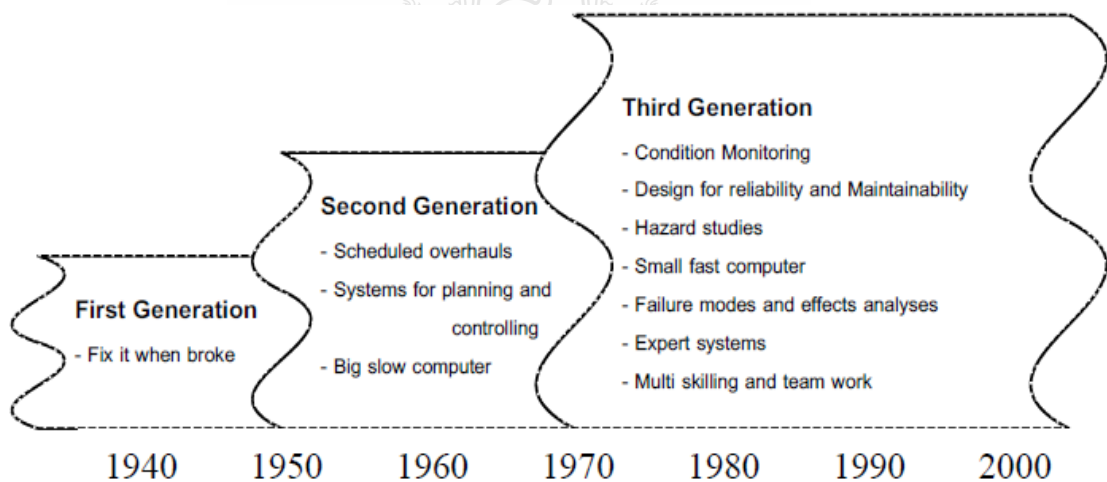 First Generation
- Fix it when broke
Second Generation
- Scheduled overhauls
- Systems for planning and
controlling
- Big slow computer
Third Generation
- Condition Monitoring
- Design for reliability and Maintainability
- Hazard studies
- Small fast computer
- Failure modes and effects analyses
- Expert systems
- Multi skilling and team work
1940 1950 1960 1970 1980 1990 2000